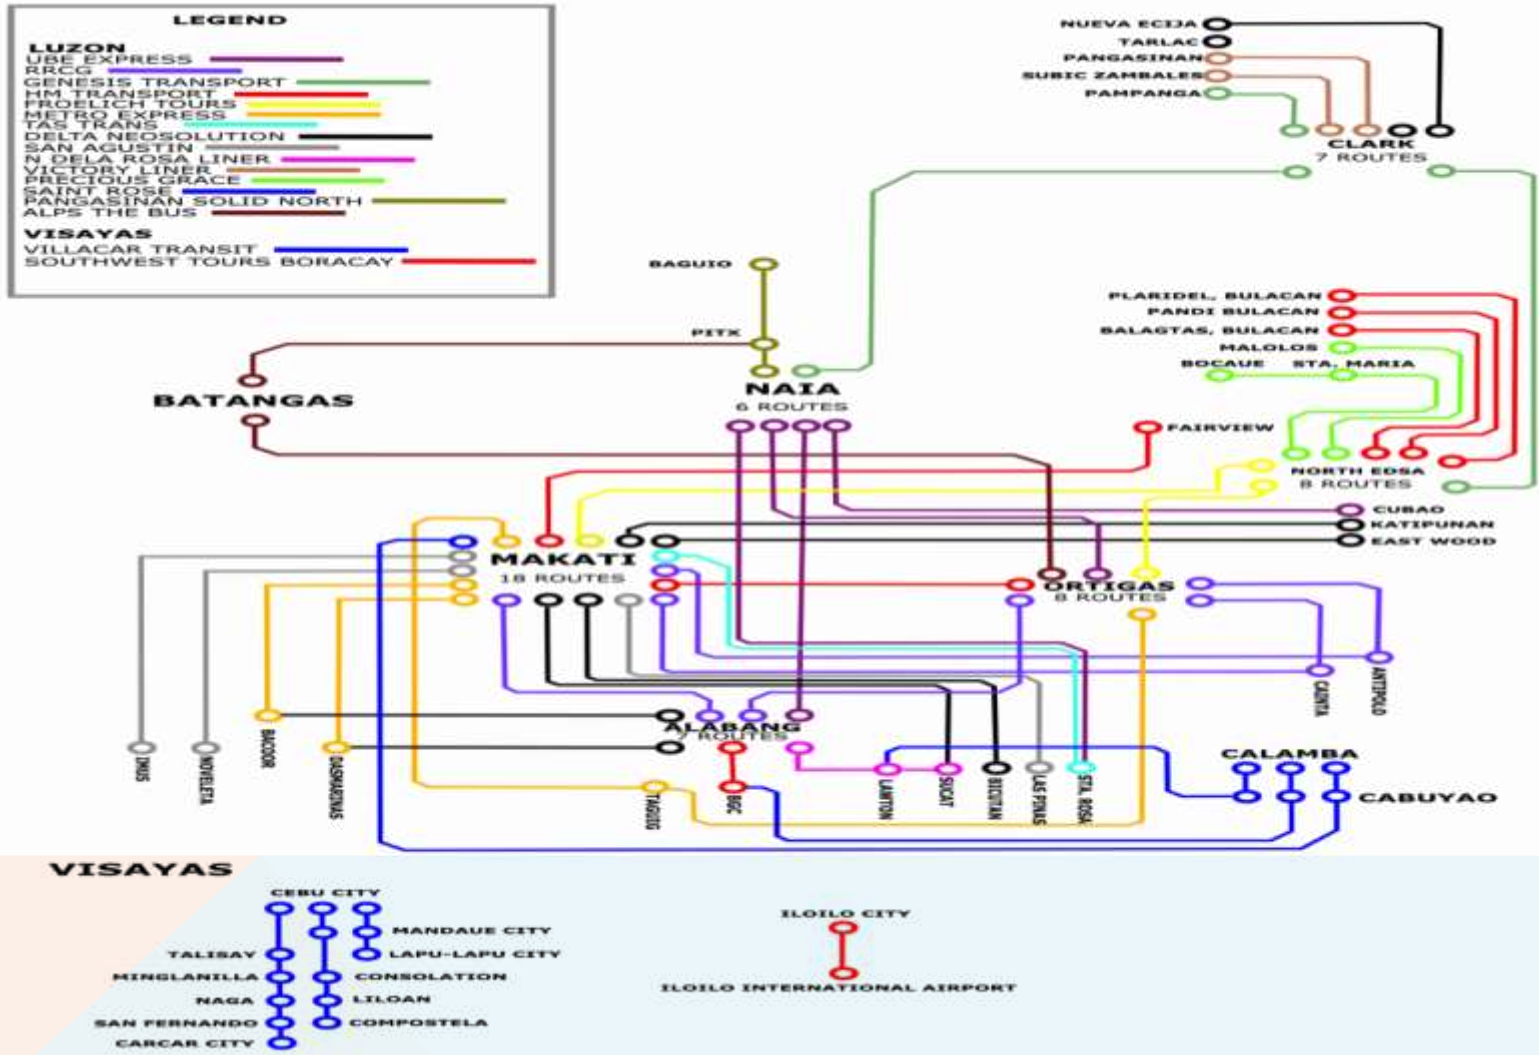 LEGEND
LUZON
UBE EXPRESS
RRCG
GENESIS TRANSPORT
HM TRANSPORT
FROELICH TOURS
METRO EXPRESS
TAS TRANS
DELTA NEOSOLUTION
SAN AGUSTIN
N DELA ROSA LINER
VICTORY LINER
PRECIOUS GRACE
SAINT ROSE
PANGASINAN SOLID NORTH
ALPS THE BUS
VISAYAS
VILLACAR TRANSIT
SOUTHWEST TOURS BORACAY
NUEVA ECIJA
TARLAC
PANGASINAN
SUBIC ZAMBALES
PAMPANGA
CLARK
7 ROUTES
BAGUIO
PITX
NAIA
6 ROUTES
BATANGAS
PLARIDEL, BULACAN
PANDI BULACAN
BALAGTAS, BULACAN
MALOLOS
BOCAUE STA. MARIA
FAIRVIEW
NORTH EDSA
8 ROUTES
CUBAO
KATIPUNAN
EAST WOOD
MAKATI
18 ROUTES
ORTIGAS
8 ROUTES
CAINTA
ANTIPOLO
ALABANG
7 ROUTES
IMUS
NOVELETA
BACOOR
DASMARINAS
TAGUIG
BGC
LAWTON
SUCAT
BICUTAN
LAS PINAS
STA. ROSA
CALAMBA
CABUYAO
VISAYAS
CEBU CITY
MANDAUE CITY
TALISAY
LAPU-LAPU CITY
MINGLANILLA
CONSOLATION
NAGA
LILOAN
SAN FERNANDO
COMPOSTELA
CARCAR CITY
ILOILO CITY
ILOILO INTERNATIONAL AIRPORT